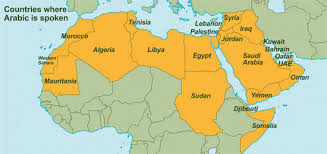 Countries where
Arabic is spoken
Tunisia
Morocco
Lebanon
Palestine
Syria
Iraq
Jordan
Algeria
Libya
Egypt
Kuwait
Bahrain
Qatar
UAE
Saudi
Arabia
Western
Sahara
Mauritania
Oman
Sudan
Yemen
Djibouti
Somalia